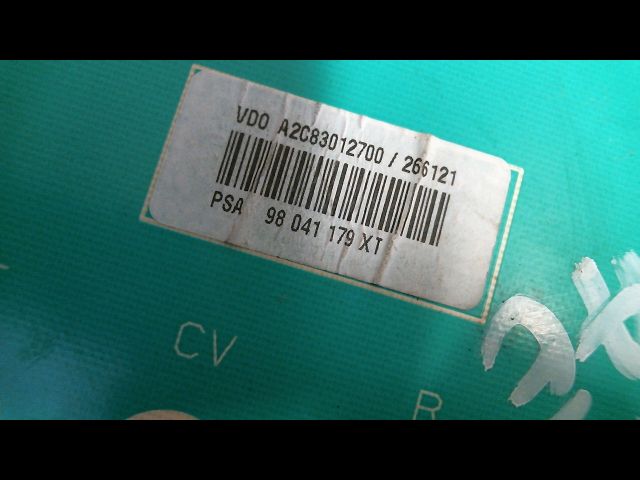 VDO A2C83012700 / 266121
PSA 98 041 179 XT
CV
R